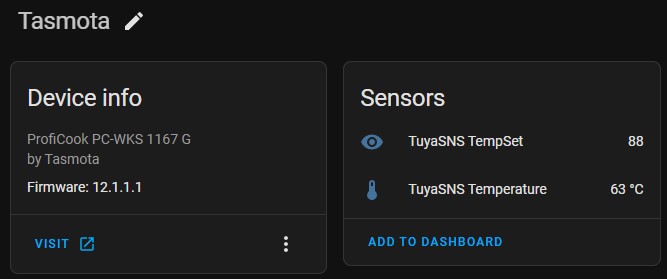 Tasmota
Device info
ProfiCook PC-WKS 1167 G
by Tasmota
Firmware: 12.1.1.1
VISIT
Sensors
TuyaSNS TempSet 88
TuyaSNS Temperature 63 °C
ADD TO DASHBOARD